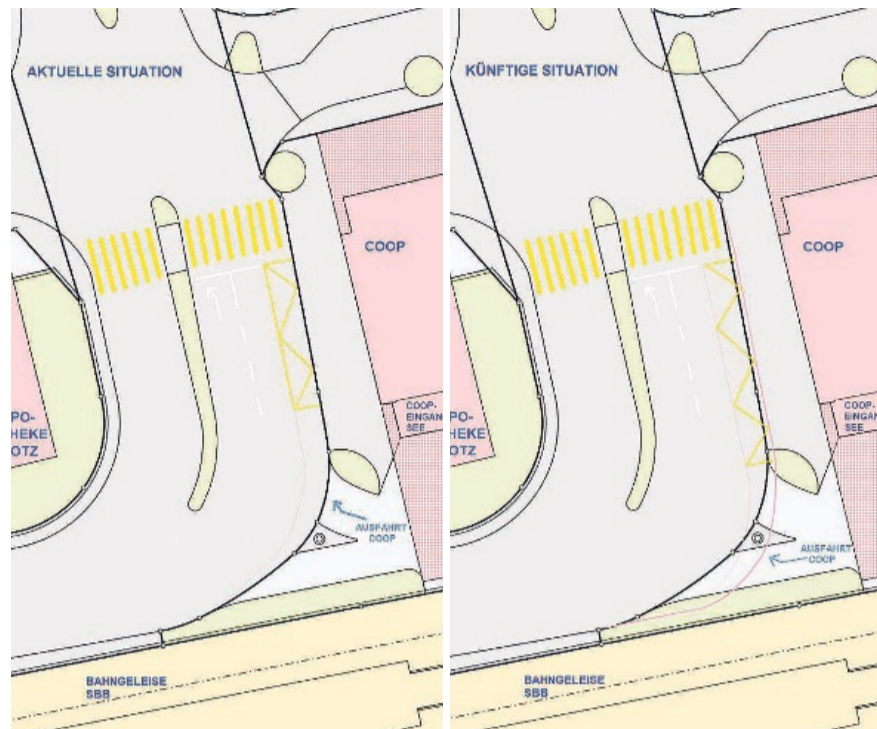 AKTUELLE SITUATION
COOP
PO-
HEKE
OTZ
COOP-
EINGAN
SEE
AUSFAHRT
COOP
BAHNGELEISE
SBB
KÜNFTIGE SITUATION
COOP
PO-
HEKE
OTZ
COOP-
EINGAN
SEE
AUSFAHRT
COOP
BAHNGELEISE
SBB